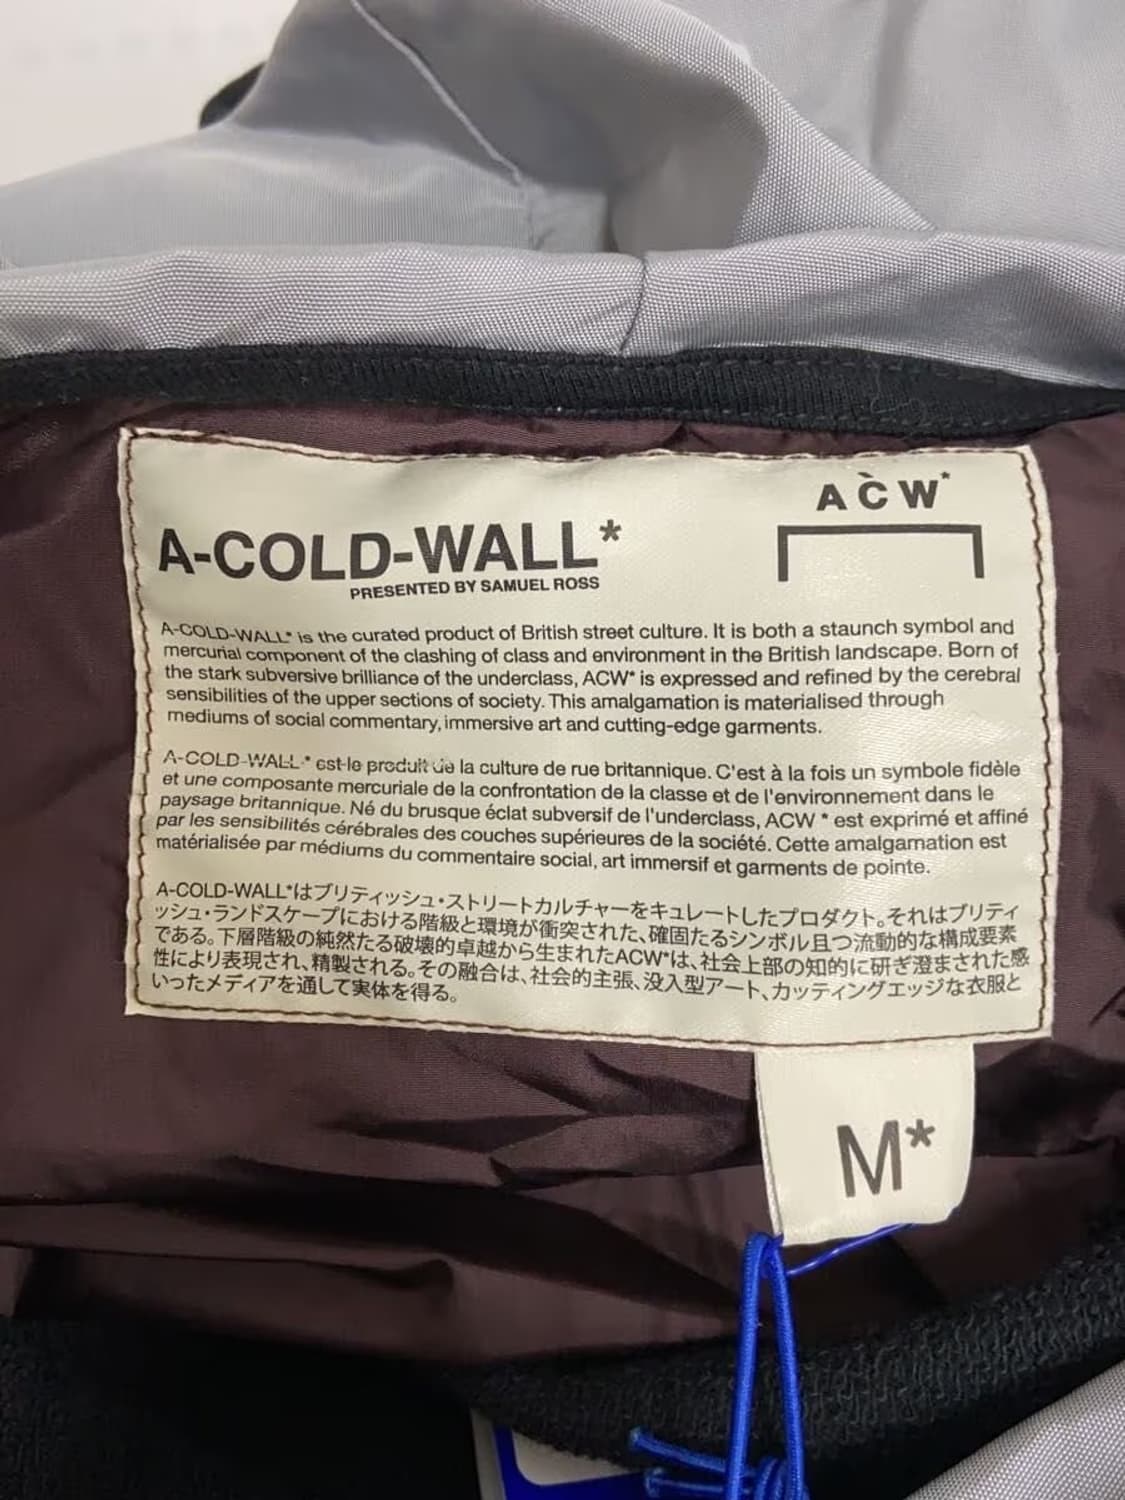 A-COLD-WALL*
PRESENTED BY SAMUEL ROSS
AC̀W*
A-COLD-WALL* is the curated product of British street culture. It is both a staunch symbol and
mercurial component of the clashing of class and environment in the British landscape. Born of
the stark subversive brilliance of the underclass, ACW* is expressed and refined by the cerebral
sensibilities of the upper sections of society. This amalgamation is materialised through
mediums of social commentary, immersive art and cutting-edge garments.
A-COLD-WALL* est-le produit de la culture de rue britannique. C'est à la fois un symbole fidèle
et une composante mercuriale de la confrontation de la classe et de l'environnement dans le
paysage britannique. Né du brusque éclat subversif de l'underclass, ACW * est exprimé et affiné
par les sensibilités cérébrales des couches supérieures de la société. Cette amalgamation est
matérialisée par médiums du commentaire social, art immersif et garments de pointe.
A-COLD-WALL*はブリティッシュ・ストリートカルチャーをキュレートしたプロダクト。それはブリティ
ッシュ・ランドスケープにおける階級と環境が衝突された、確固たるシンボル且つ流動的な構成要素
である。下層階級の純然たる破壊的卓越から生まれたACW*は、社会上部の知的に研ぎ澄まされた感
性により表現され、精製される。その融合は、社会的主張、没入型アート、カッティングエッジな衣服と
いったメディアを通して実体を得る。
M*